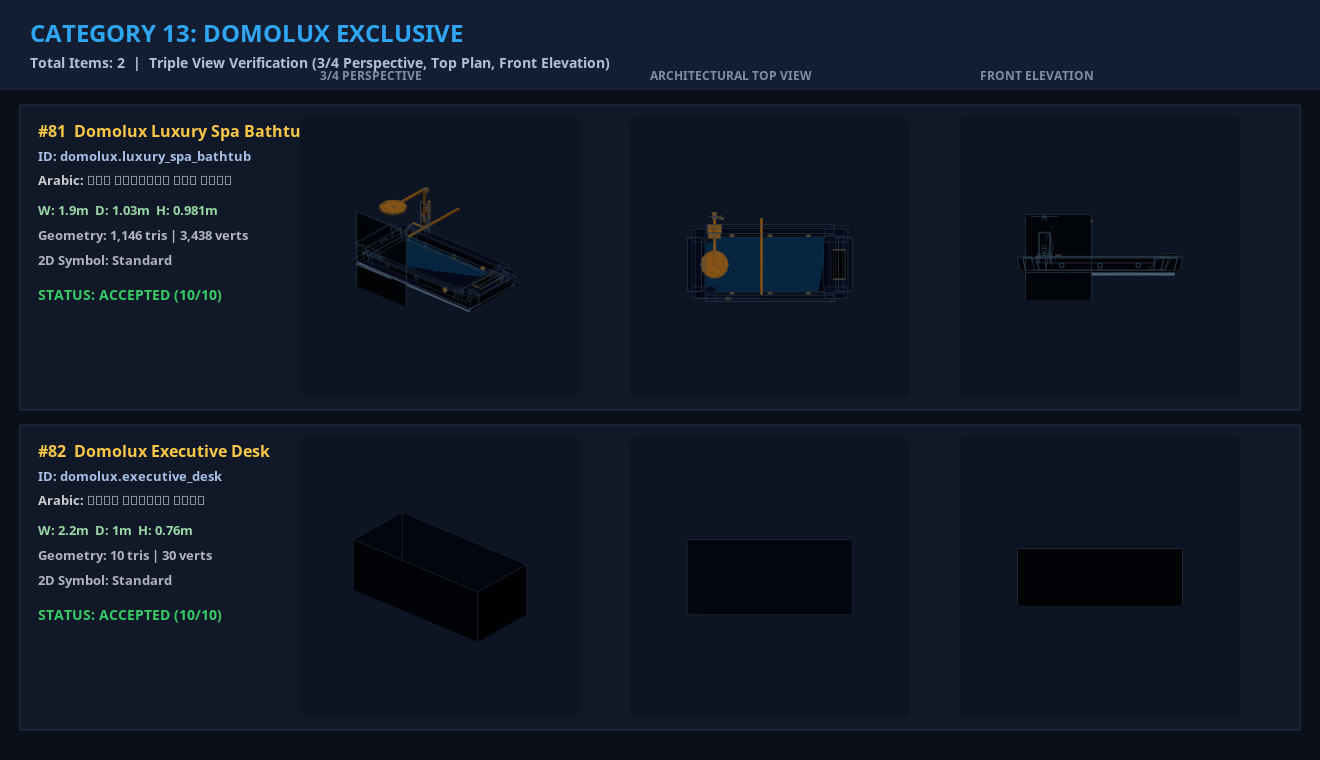 CATEGORY 13: DOMOLUX EXCLUSIVE
Total Items: 2 | Triple View Verification (3/4 Perspective, Top Plan, Front Elevation)
3/4 PERSPECTIVE
ARCHITECTURAL TOP VIEW
FRONT ELEVATION
#81 Domolux Luxury Spa Bathtu
ID: domolux.luxury_spa_bathtub
Arabic: ▯▯▯ ▯▯▯▯▯▯▯ ▯▯▯ ▯▯▯▯
W: 1.9m D: 1.03m H: 0.981m
Geometry: 1,146 tris | 3,438 verts
2D Symbol: Standard
STATUS: ACCEPTED (10/10)
#82 Domolux Executive Desk
ID: domolux.executive_desk
Arabic: ▯▯▯▯ ▯▯▯▯▯▯ ▯▯▯▯
W: 2.2m D: 1m H: 0.76m
Geometry: 10 tris | 30 verts
2D Symbol: Standard
STATUS: ACCEPTED (10/10)